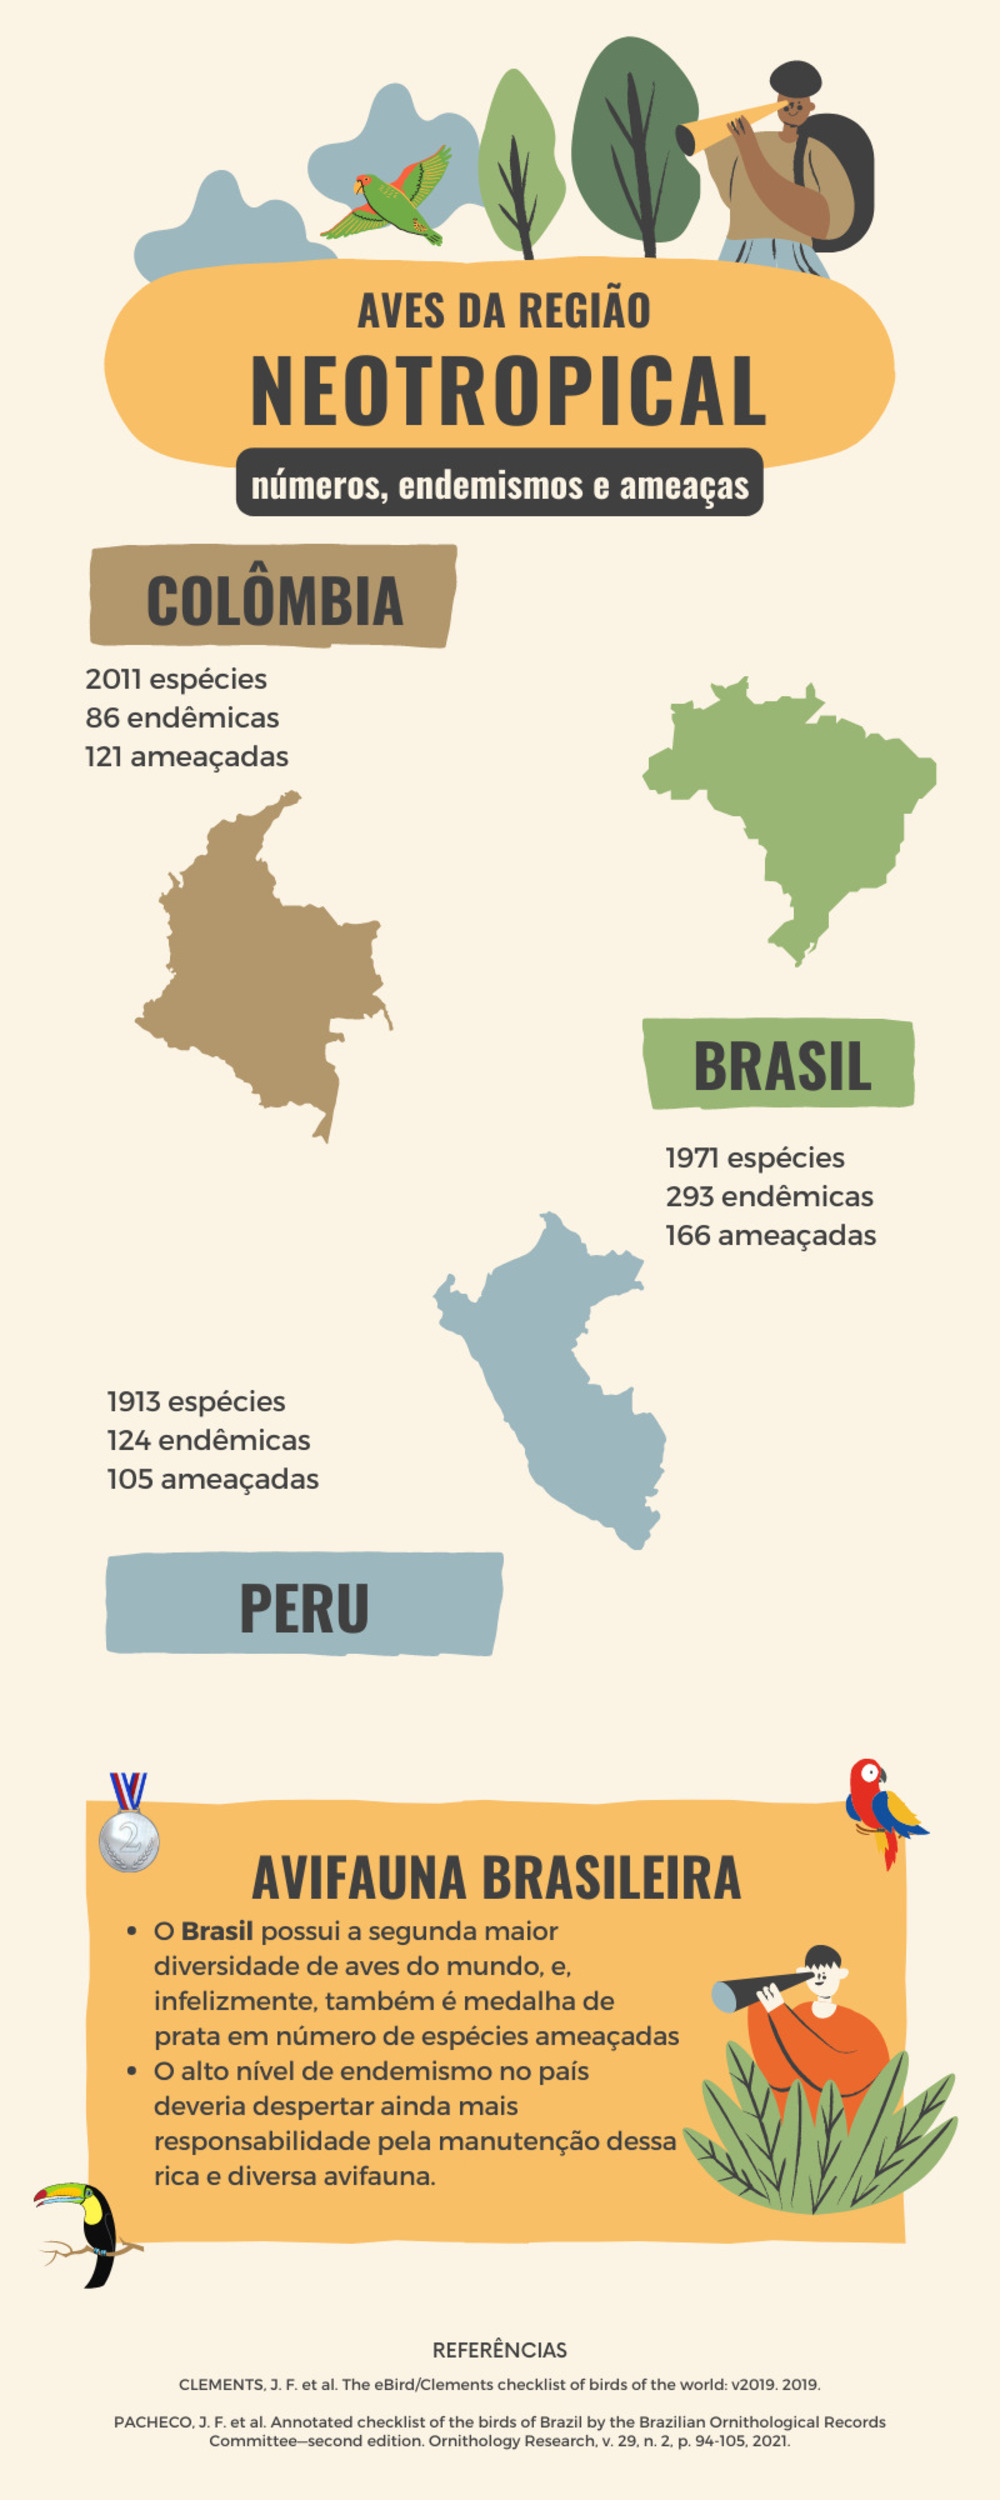 AVES DA REGIÃO
NEOTROPICAL
números, endemismos e ameaças
COLÔMBIA
2011 espécies
86 endêmicas
121 ameaçadas
BRASIL
1971 espécies
293 endêmicas
166 ameaçadas
1913 espécies
124 endêmicas
105 ameaçadas
PERU
2
AVIFAUNA BRASILEIRA
• O Brasil possui a segunda maior
diversidade de aves do mundo, e,
infelizmente, também é medalha de
prata em número de espécies ameaçadas
• O alto nível de endemismo no país
deveria despertar ainda mais
responsabilidade pela manutenção dessa
rica e diversa avifauna.
REFERÊNCIAS
CLEMENTS, J. F. et al. The eBird/Clements checklist of birds of the world: v2019. 2019.
PACHECO, J. F. et al. Annotated checklist of the birds of Brazil by the Brazilian Ornithological Records
Committee—second edition. Ornithology Research, v. 29, n. 2, p. 94-105, 2021.